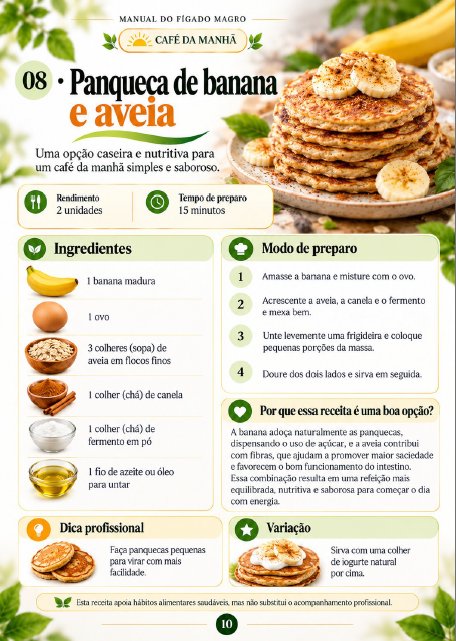 MANUAL DO FÍGADO MAGRO
CAFÉ DA MANHÃ
08 · Panqueca de banana
e aveia
Uma opção caseira e nutritiva para
um café da manhã simples e saboroso.
Rendimento
2 unidades
Tempo de preparo
15 minutos
Ingredientes
1 banana madura
1 ovo
3 colheres (sopa) de
aveia em flocos finos
1 colher (chá) de canela
1 colher (chá) de
fermento em pó
1 fio de azeite ou óleo
para untar
Modo de preparo
1 Amasse a banana e misture com o ovo.
2 Acrescente a aveia, a canela e o fermento
e mexa bem.
3 Unte levemente uma frigideira e coloque
pequenas porções da massa.
4 Doure dos dois lados e sirva em seguida.
Por que essa receita é uma boa opção?
A banana adoça naturalmente as panquecas,
dispensando o uso de açúcar, e a aveia contribui
com fibras, que ajudam a promover maior saciedade
e favorecem o bom funcionamento do intestino.
Essa combinação resulta em uma refeição mais
equilibrada, nutritiva e saborosa para começar o dia
com energia.
Dica profissional
Faça panquecas pequenas
para virar com mais
facilidade.
Variação
Sirva com uma colher
de iogurte natural
por cima.
Esta receita apoia hábitos alimentares saudáveis, mas não substitui o acompanhamento profissional.
10